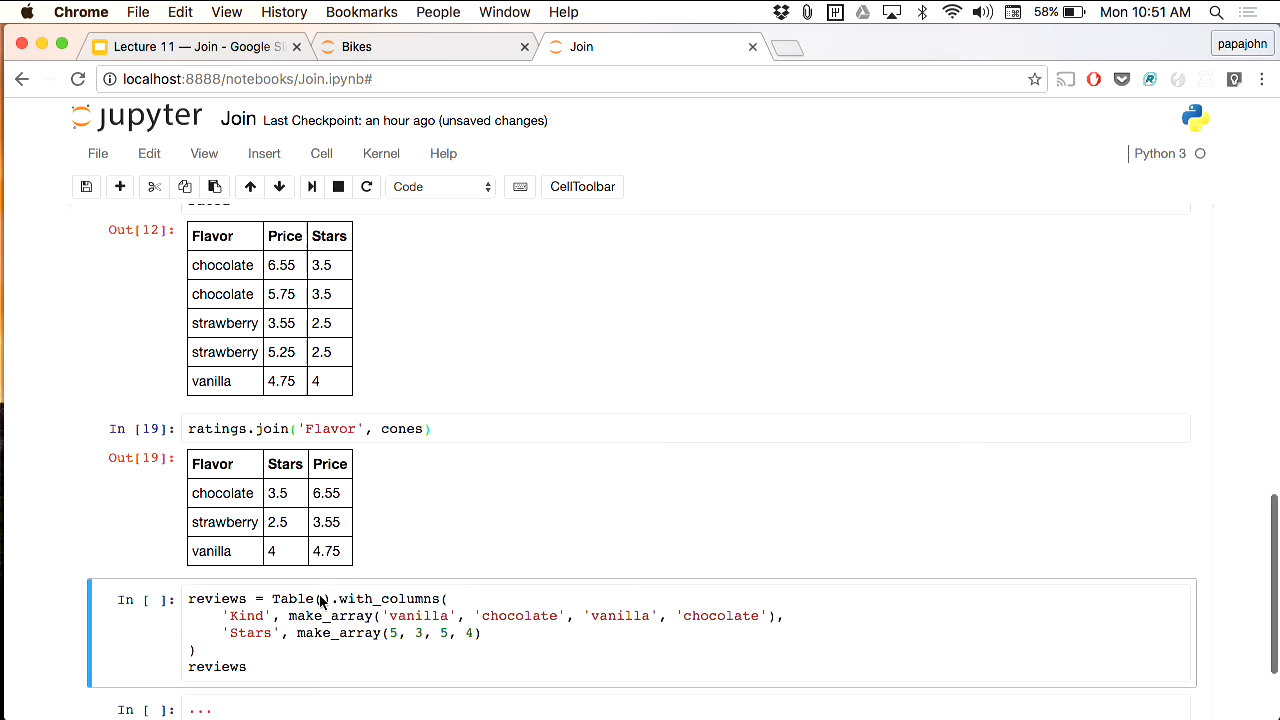 Chrome File Edit View History Bookmarks People Window Help 58% Mon 10:51 AM
Lecture 11 — Join - Google Sl Bikes Join papajohn
localhost:8888/notebooks/Join.ipynb#
jupyter Join Last Checkpoint: an hour ago (unsaved changes)
File Edit View Insert Cell Kernel Help Python 3
Code CellToolbar
Out[12]:
Flavor Price Stars
chocolate 6.55 3.5
chocolate 5.75 3.5
strawberry 3.55 2.5
strawberry 5.25 2.5
vanilla 4.75 4
In [19]: ratings.join('Flavor', cones)
Out[19]:
Flavor Stars Price
chocolate 3.5 6.55
strawberry 2.5 3.55
vanilla 4 4.75
In [ ]: reviews = Table().with_columns(
'Kind', make_array('vanilla', 'chocolate', 'vanilla', 'chocolate'),
'Stars', make_array(5, 3, 5, 4)
)
reviews
In [ ]: ...